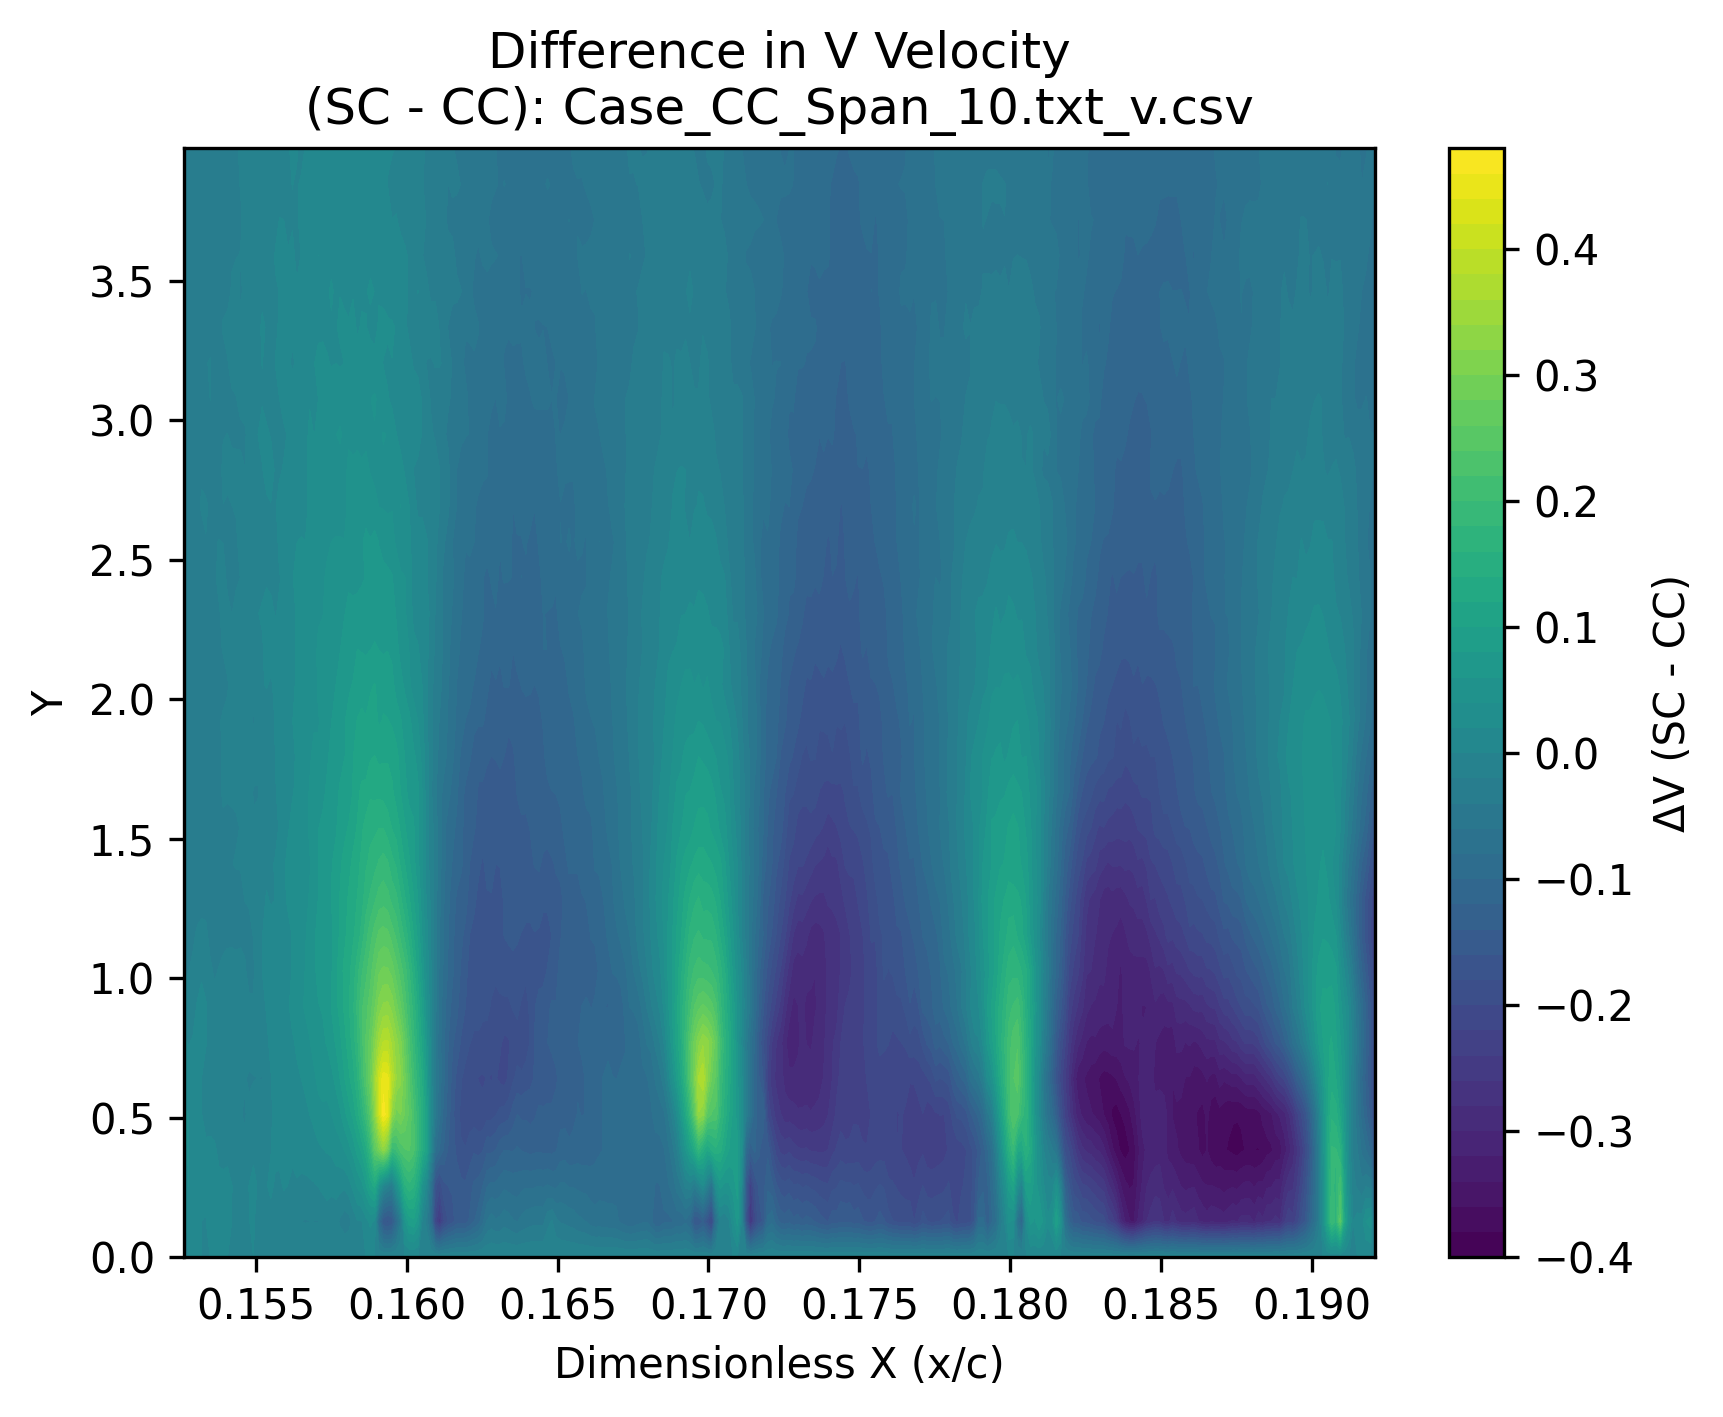 Difference in V Velocity
(SC - CC): Case_CC_Span_10.txt_v.csv
3.5
3.0
2.5
2.0
1.5
1.0
0.5
0.0
Y
0.155 0.160 0.165 0.170 0.175 0.180 0.185 0.190
Dimensionless X (x/c)
0.4
0.3
0.2
0.1
0.0
−0.1
−0.2
−0.3
−0.4
ΔV (SC - CC)